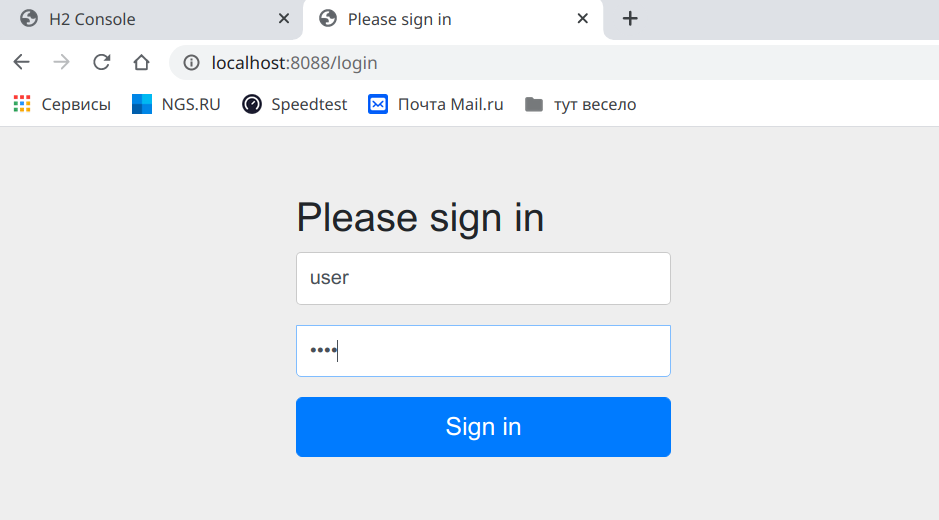 H2 Console
Please sign in
localhost:8088/login
Сервисы
NGS.RU
Speedtest
Почта Mail.ru
тут весело
Please sign in
user
••••
Sign in